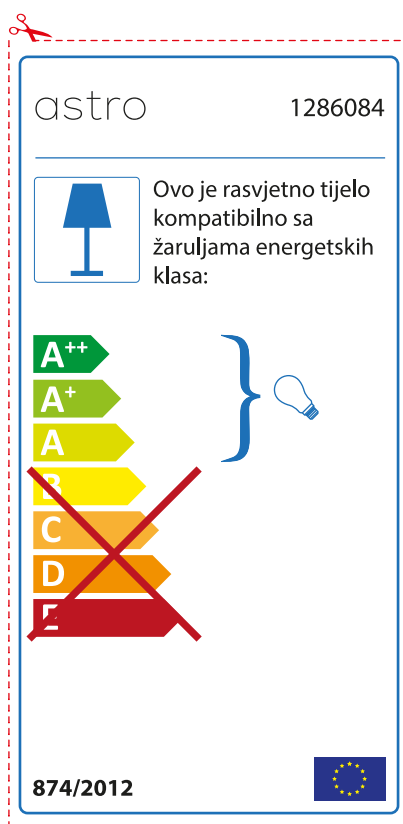 astro
1286084
Ovo je rasvjetno tijelo
kompatibilno sa
žaruljama energetskih
klasa:
A++
A+
A
B
C
D
E
874/2012